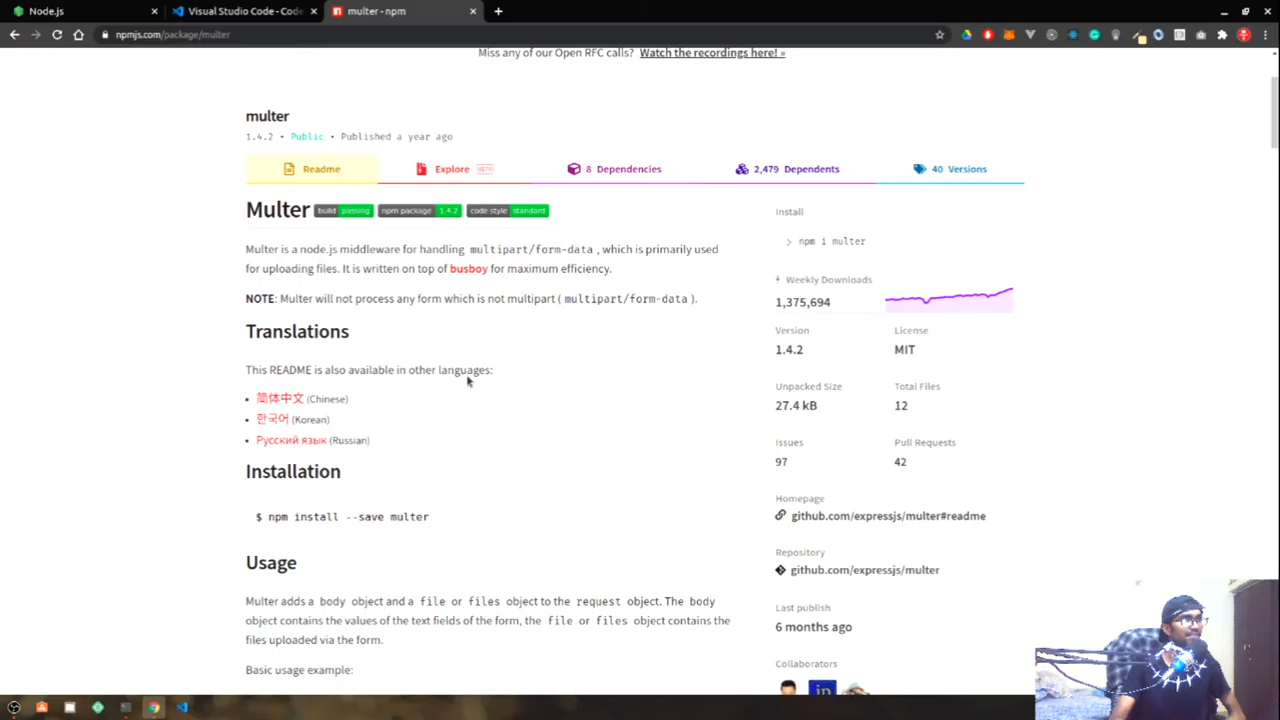 Node.js
Visual Studio Code - Code
multer - npm
npmjs.com/package/multer
Miss any of our Open RFC calls? Watch the recordings here! »
multer
1.4.2 • Public • Published a year ago
Readme
Explore BETA
8 Dependencies
2,479 Dependents
40 Versions
Multer build passing npm package 1.4.2 code style standard
Multer is a node.js middleware for handling multipart/form-data , which is primarily used
for uploading files. It is written on top of busboy for maximum efficiency.
NOTE: Multer will not process any form which is not multipart ( multipart/form-data ).
Translations
This README is also available in other languages:
• 简体中文 (Chinese)
• 한국어 (Korean)
• Русский язык (Russian)
Installation
$ npm install --save multer
Usage
Multer adds a body object and a file or files object to the request object. The body
object contains the values of the text fields of the form, the file or files object contains the
files uploaded via the form.
Basic usage example:
Install
> npm i multer
Weekly Downloads
1,375,694
Version
License
1.4.2
MIT
Unpacked Size
Total Files
27.4 kB
12
Issues
Pull Requests
97
42
Homepage
github.com/expressjs/multer#readme
Repository
github.com/expressjs/multer
Last publish
6 months ago
Collaborators